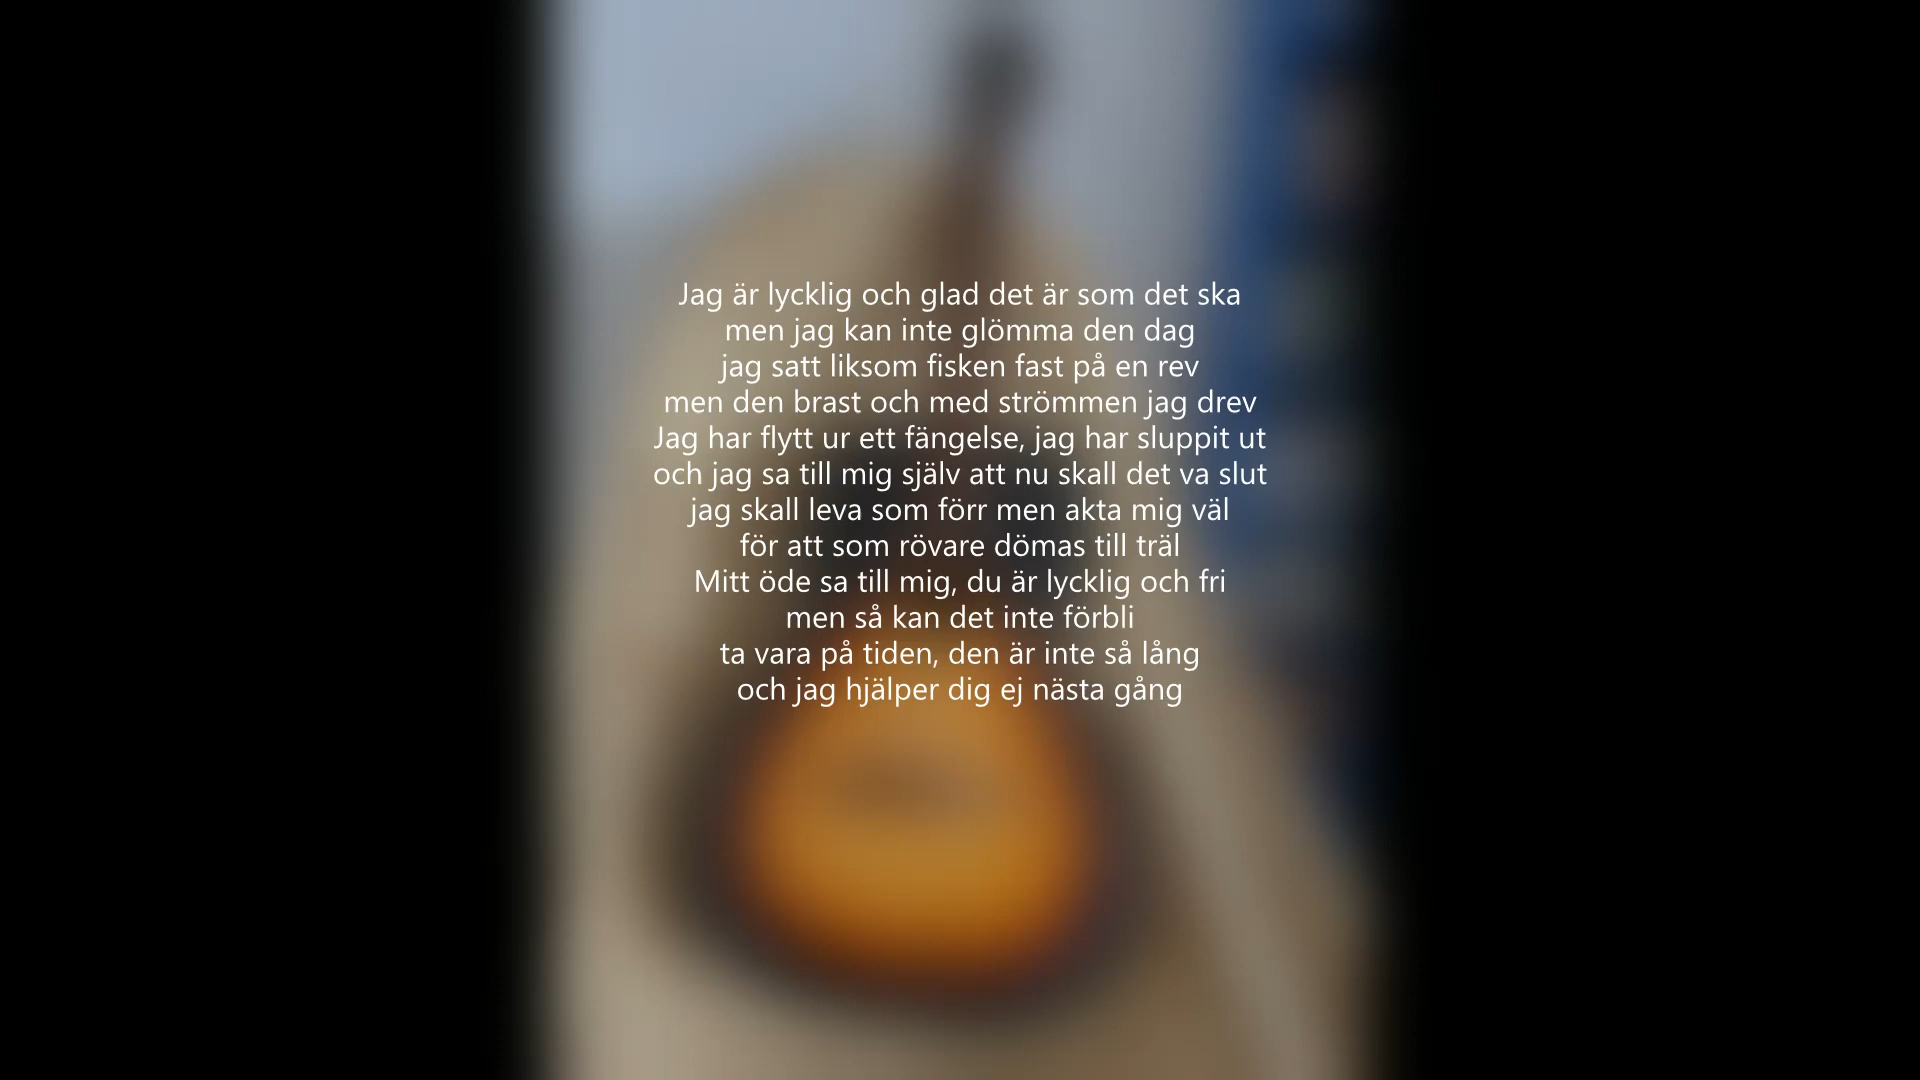 Jag är lycklig och glad det är som det ska
men jag kan inte glömma den dag
jag satt liksom fisken fast på en rev
men den brast och med strömmen jag drev
Jag har flytt ur ett fängelse, jag har sluppit ut
och jag sa till mig själv att nu skall det va slut
jag skall leva som förr men akta mig väl
för att som rövare dömas till träl
Mitt öde sa till mig, du är lycklig och fri
men så kan det inte förbli
ta vara på tiden, den är inte så lång
och jag hjälper dig ej nästa gång